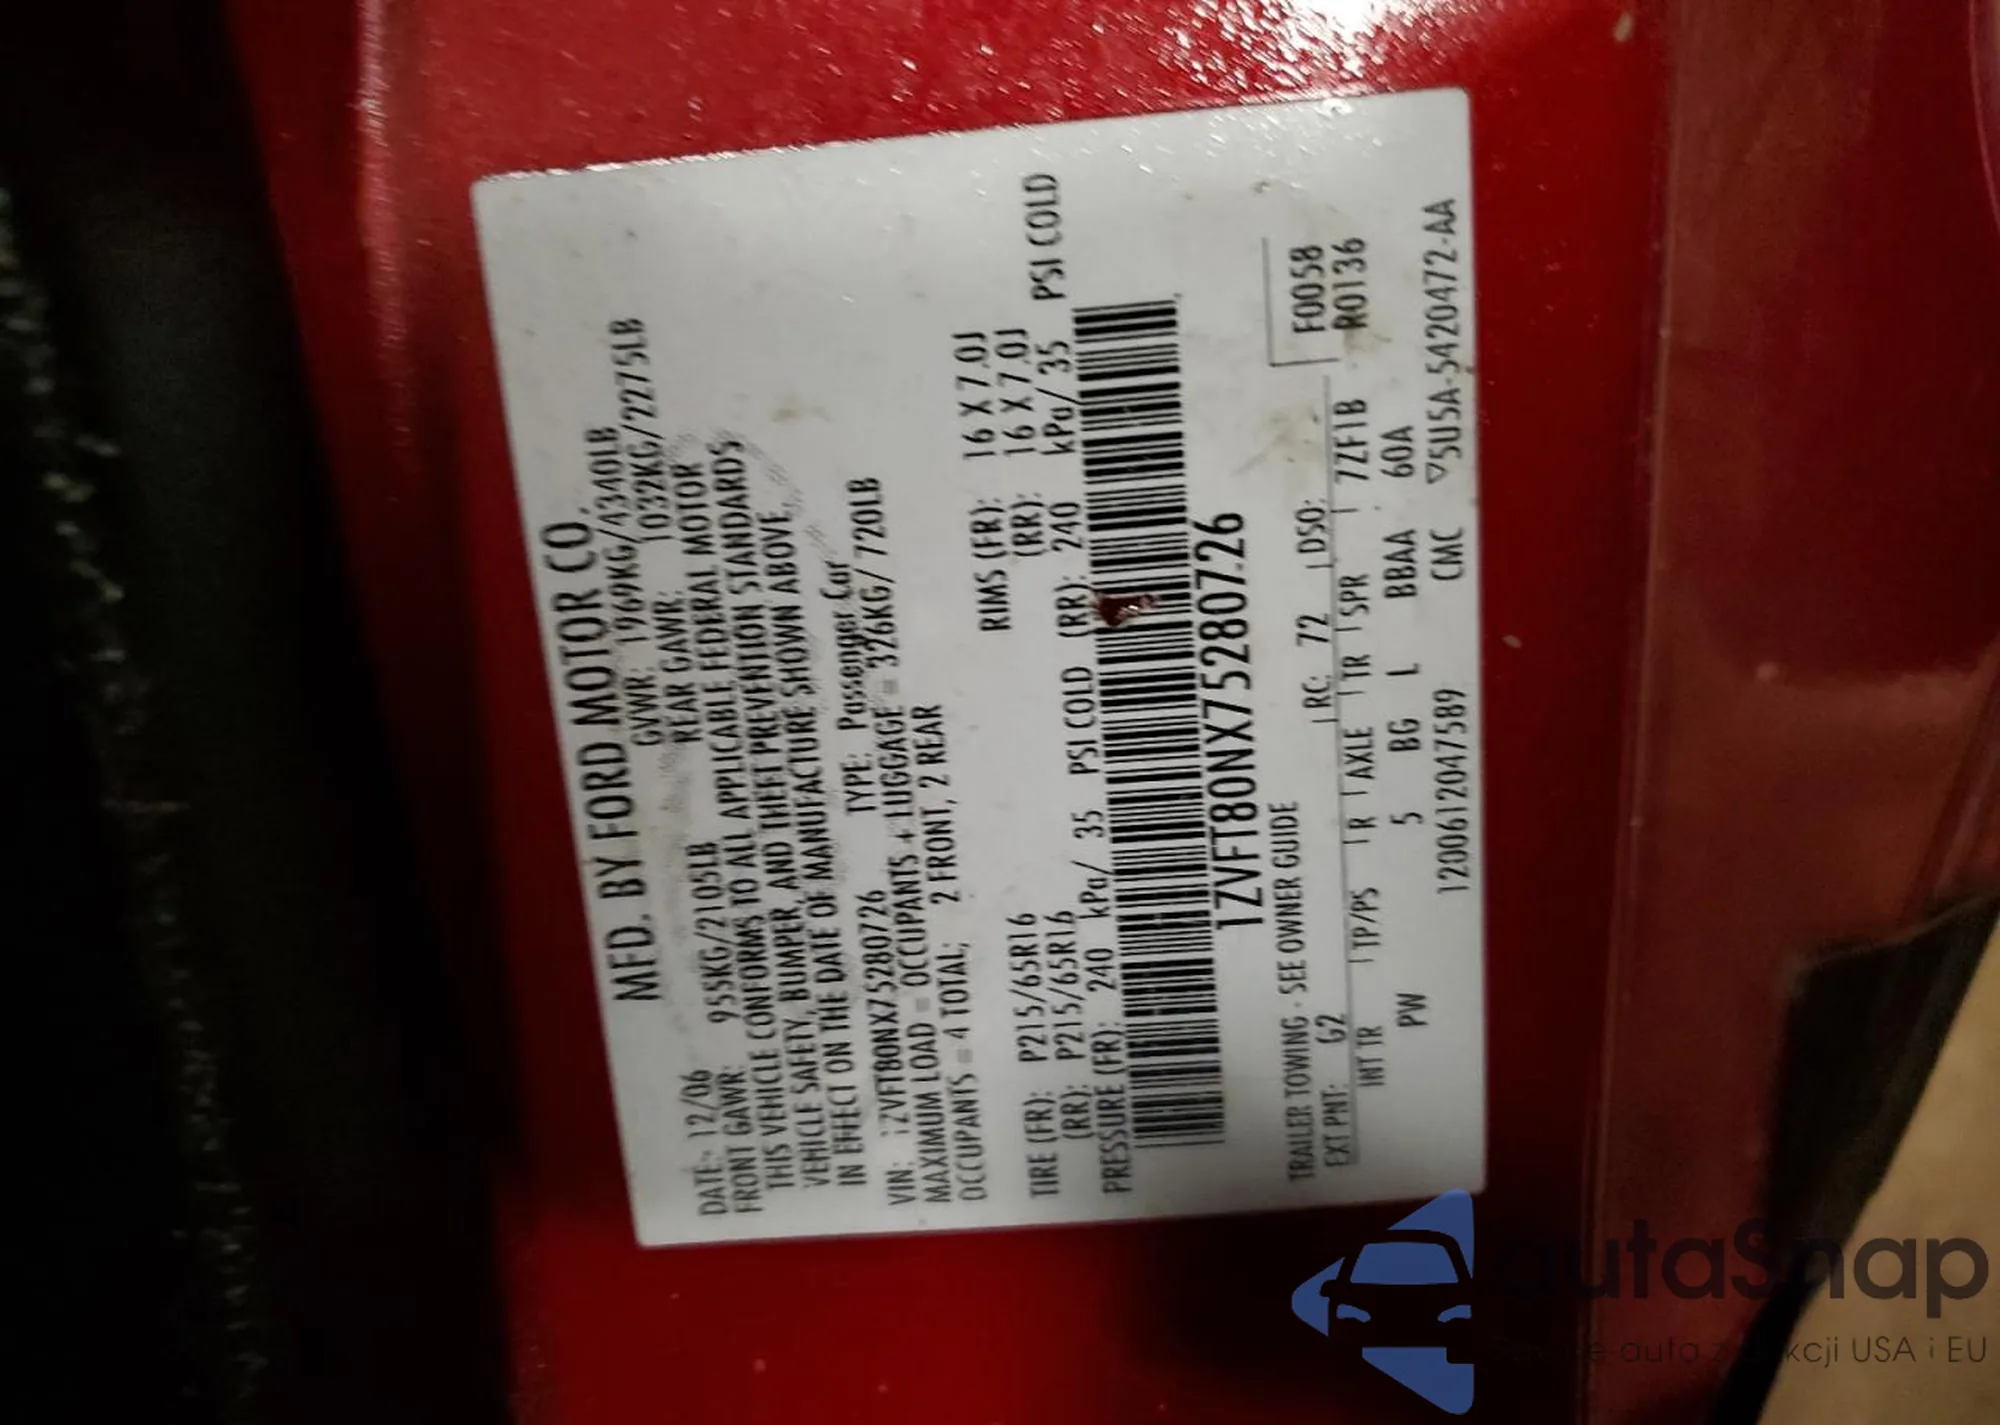 MFD. BY FORD MOTOR CO.
DATE: 12/06 GVWR: 1969KG/4340LB
FRONT GAWR: 955KG/2105LB REAR GAWR: 1032KG/2275LB
THIS VEHICLE CONFORMS TO ALL APPLICABLE FEDERAL MOTOR
VEHICLE SAFETY, BUMPER, AND THEFT PREVENTION STANDARDS
IN EFFECT ON THE DATE OF MANUFACTURE SHOWN ABOVE.
VIN: 1ZVFT80NX75280726 TYPE: Passenger Car
MAXIMUM LOAD = OCCUPANTS + LUGGAGE = 326KG/ 720LB
OCCUPANTS = 4 TOTAL; 2 FRONT, 2 REAR
TIRE (FR): P215/65R16 RIMS (FR): 16 X 7.0J
(RR): P215/65R16 (RR): 16 X 7.0J
PRESSURE (FR): 240 kPa/ 35 PSI COLD (RR): 240 kPa/ 35 PSI COLD
1ZVFT80NX75280726
TRAILER TOWING - SEE OWNER GUIDE
F0058
EXT PNT: G2 RC: 72 DSO: R0136
INT TR TP/PS R AXLE TR SPR 7ZF1B
PW 5 BG L BBAA 60A
1200612047589 CMC ▽5U5A-5420472-AA
autaSnap
auto z kcji USA i EU